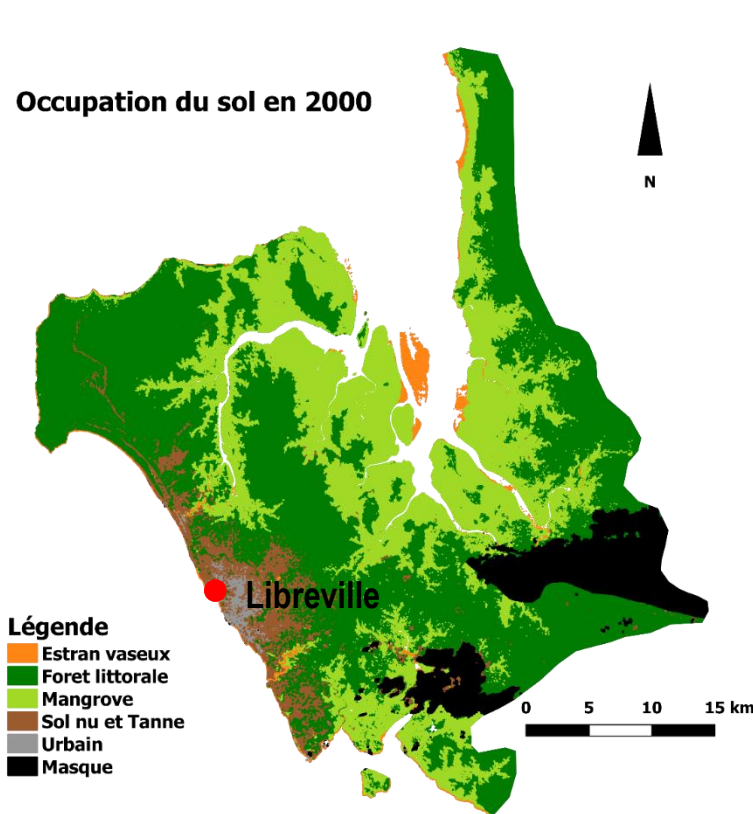 Occupation du sol en 2000
N
Libreville
Légende
Estran vaseux
Foret littorale
Mangrove
Sol nu et Tanne
Urbain
Masque
0 5 10 15 km